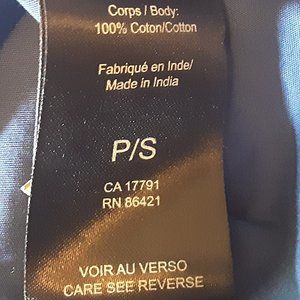 Corps / Body:
100% Coton/Cotton
Fabriqué en Inde/
Made in India
P/S
CA 17791
RN 86421
VOIR AU VERSO
CARE SEE REVERSE